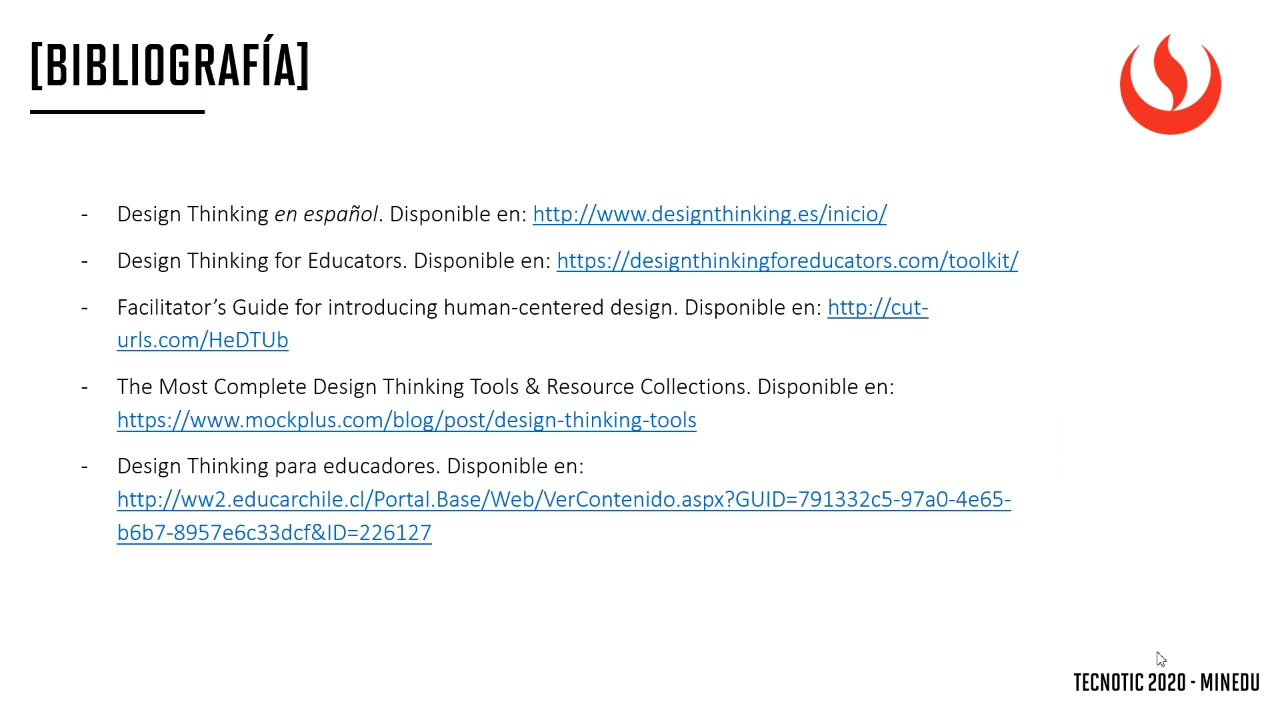 [BIBLIOGRAFÍA]
- Design Thinking en español. Disponible en: http://www.designthinking.es/inicio/
- Design Thinking for Educators. Disponible en: https://designthinkingforeducators.com/toolkit/
- Facilitator’s Guide for introducing human-centered design. Disponible en: http://cut-
urls.com/HeDTUb
- The Most Complete Design Thinking Tools & Resource Collections. Disponible en:
https://www.mockplus.com/blog/post/design-thinking-tools
- Design Thinking para educadores. Disponible en:
http://ww2.educarchile.cl/Portal.Base/Web/VerContenido.aspx?GUID=791332c5-97a0-4e65-
b6b7-8957e6c33dcf&ID=226127
TECNOTIC 2020 - MINEDU